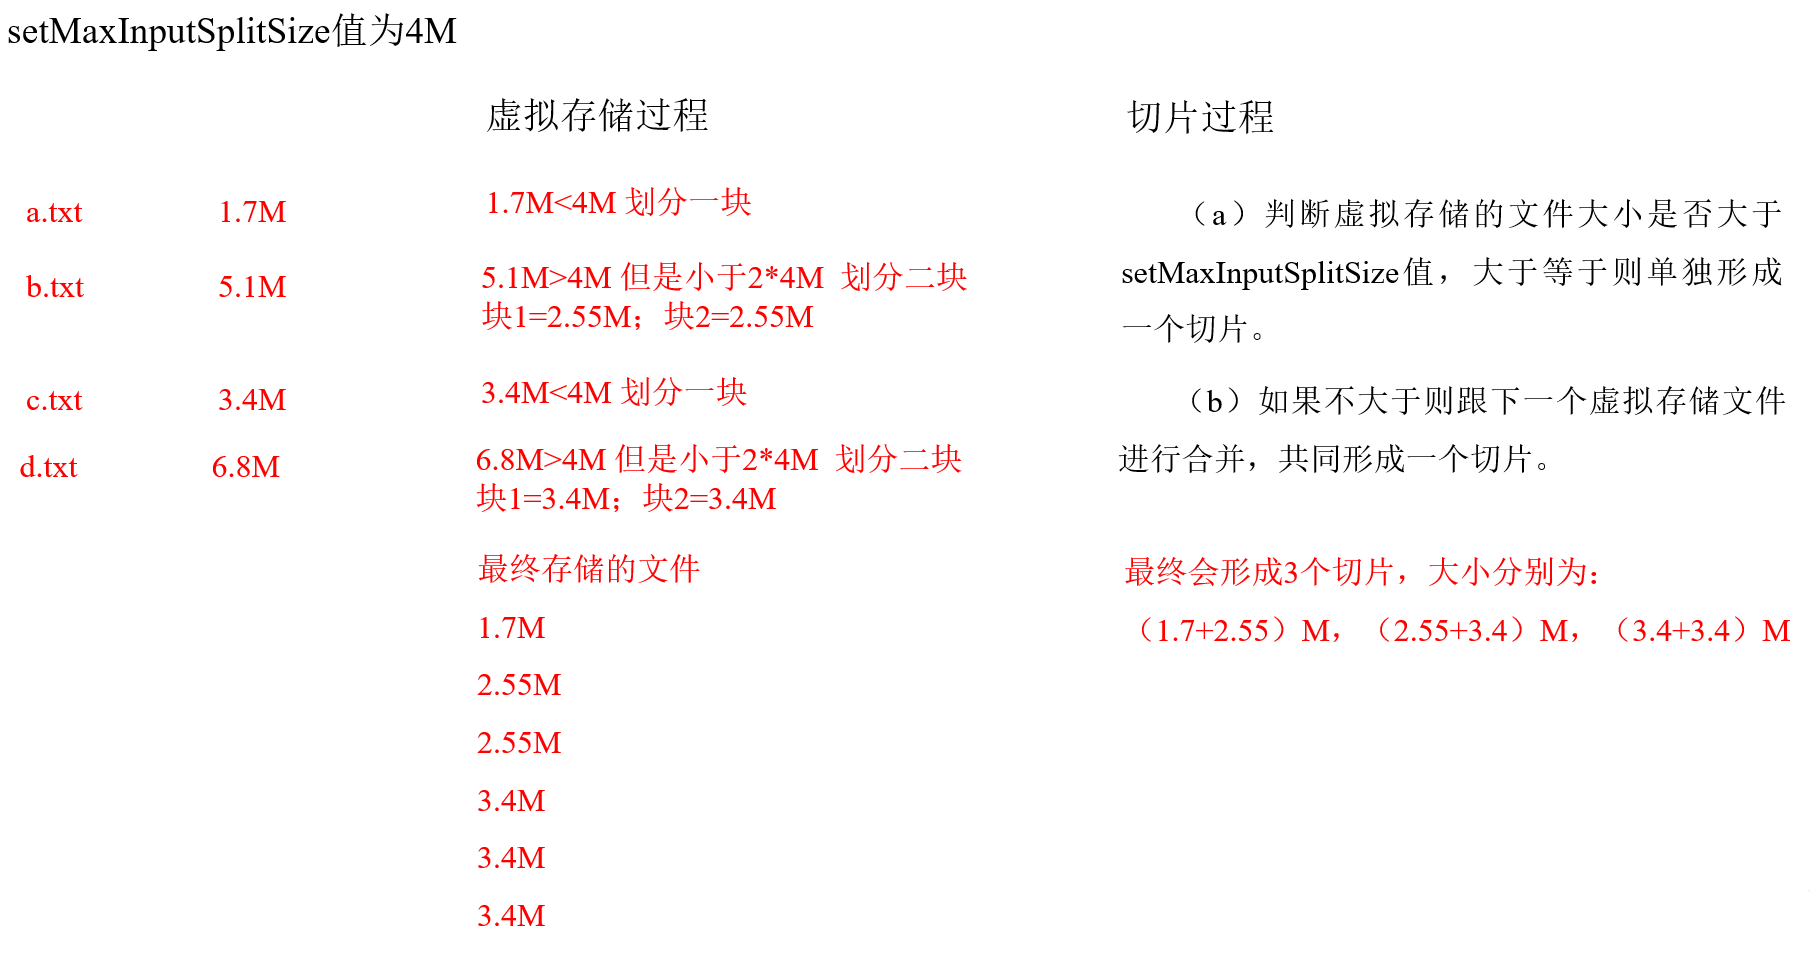 setMaxInputSplitSize值为4M
虚拟存储过程
切片过程
a.txt 1.7M 1.7M<4M 划分一块
b.txt 5.1M 5.1M>4M 但是小于2*4M 划分二块
块1=2.55M；块2=2.55M
c.txt 3.4M 3.4M<4M 划分一块
d.txt 6.8M 6.8M>4M 但是小于2*4M 划分二块
块1=3.4M；块2=3.4M
最终存储的文件
1.7M
2.55M
2.55M
3.4M
3.4M
3.4M
（a）判断虚拟存储的文件大小是否大于
setMaxInputSplitSize值，大于等于则单独形成
一个切片。
（b）如果不大于则跟下一个虚拟存储文件
进行合并，共同形成一个切片。
最终会形成3个切片，大小分别为：
（1.7+2.55）M，（2.55+3.4）M，（3.4+3.4）M